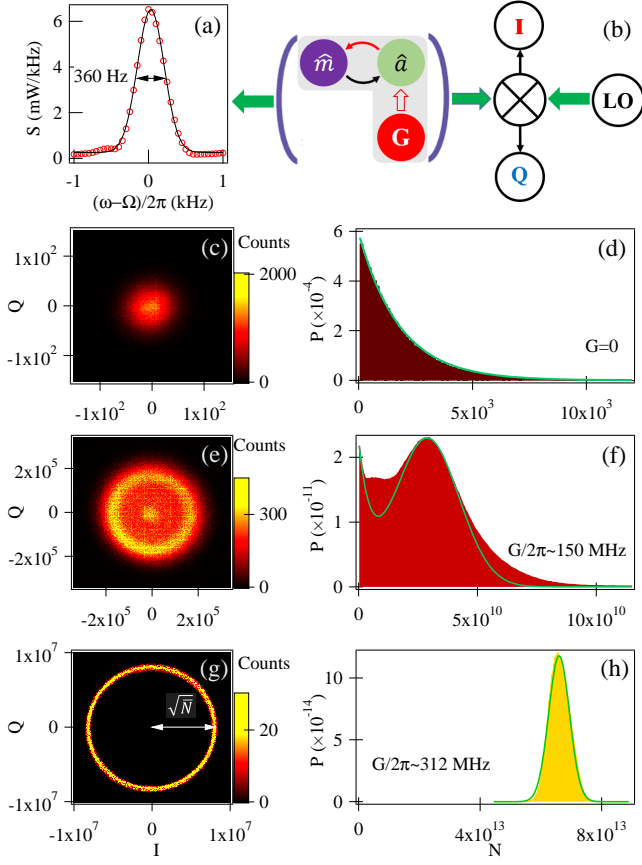 (a)
S (mW/kHz)
6
4
2
0
360 Hz
-1 0 1
(ω−Ω)/2π (kHz)
m̂ â
G
(b)
I
LO
Q
(c)
Counts
2000
0
Q
1x10²
0
-1x10²
-1x10² 0 1x10²
(d)
P (×10⁻⁴)
6
4
2
0
G=0
0 5x10³ 10x10³
(e)
Counts
300
0
Q
2x10⁵
0
-2x10⁵
-2x10⁵ 0 2x10⁵
(f)
P (×10⁻¹¹)
2
1
0
G/2π~150 MHz
0 5x10¹⁰ 10x10¹⁰
(g)
Counts
20
0
Q
1x10⁷
0
-1x10⁷
√N̄
-1x10⁷ 0 1x10⁷
I
(h)
P (×10⁻¹⁴)
10
5
0
G/2π~312 MHz
0 4x10¹³ 8x10¹³
N